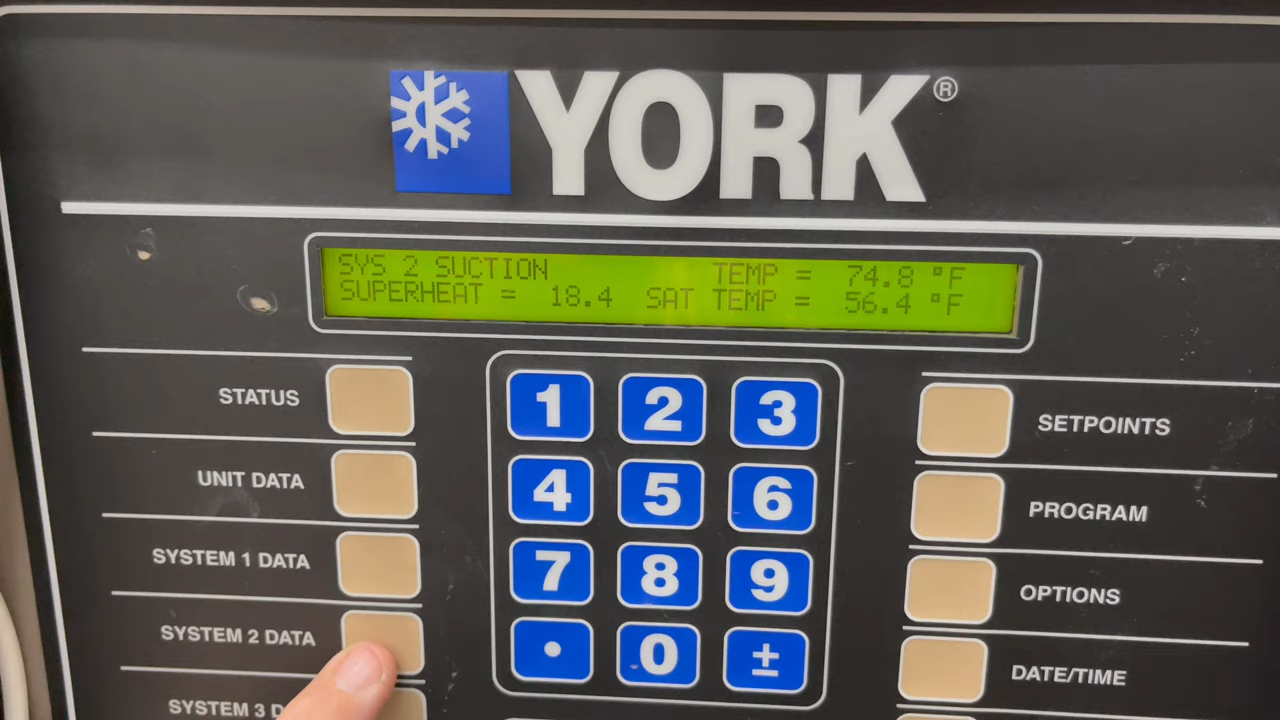 YORK®
SYS 2 SUCTION TEMP = 74.8 °F
SUPERHEAT = 18.4 SAT TEMP = 56.4 °F
STATUS
UNIT DATA
SYSTEM 1 DATA
SYSTEM 2 DATA
SYSTEM 3 D
1 2 3
4 5 6
7 8 9
• 0 ±
SETPOINTS
PROGRAM
OPTIONS
DATE/TIME